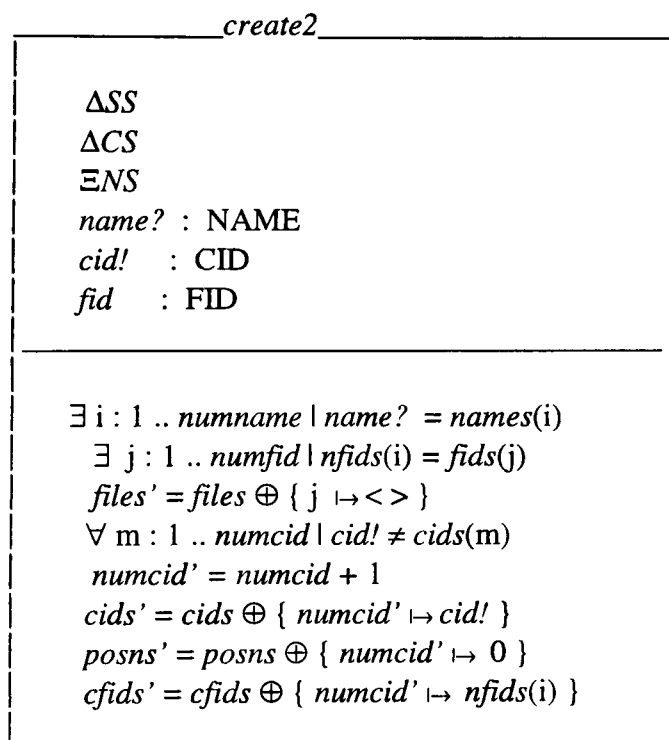 create2
ΔSS
ΔCS
ΞNS
name? : NAME
cid! : CID
fid : FID
∃ i : 1 .. numname | name? = names(i)
∃ j : 1 .. numfid | nfids(i) = fids(j)
files' = files ⊕ { j ↦ < > }
∀ m : 1 .. numcid | cid! ≠ cids(m)
numcid' = numcid + 1
cids' = cids ⊕ { numcid' ↦ cid! }
posns' = posns ⊕ { numcid' ↦ 0 }
cfids' = cfids ⊕ { numcid' ↦ nfids(i) }